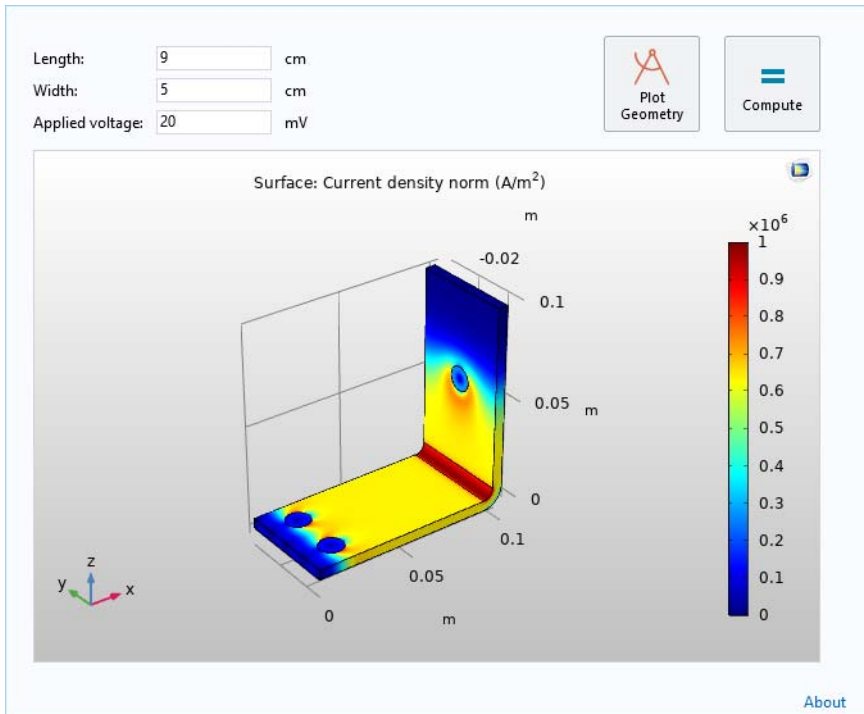 Length: 9 cm
Width: 5 cm
Applied voltage: 20 mV
Plot
Geometry
Compute
Surface: Current density norm (A/m²)
m
-0.02
0.1
0.05 m
0
0.1
0.05
0 m
z
y x
×10⁶
1
0.9
0.8
0.7
0.6
0.5
0.4
0.3
0.2
0.1
0
About